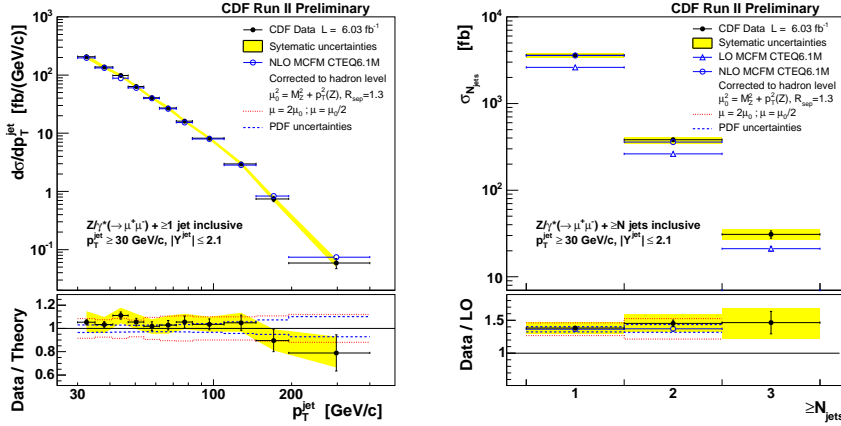 CDF Run II Preliminary
dσ/dp_T^jet [fb/(GeV/c)]
10³
10²
10
1
10⁻¹
CDF Data L = 6.03 fb⁻¹
Sytematic uncertainties
NLO MCFM CTEQ6.1M
Corrected to hadron level
μ₀² = M_Z² + p_T²(Z), R_sep=1.3
μ = 2μ₀ ; μ = μ₀/2
PDF uncertainties
Z/γ*(→ μ⁺μ⁻) + ≥1 jet inclusive
p_T^jet ≥ 30 GeV/c, |Y^jet| ≤ 2.1
Data / Theory
1.2
1
0.8
0.6
30
100
200
p_T^jet [GeV/c]
CDF Run II Preliminary
σ_N_jets [fb]
10⁴
10³
10²
10
CDF Data L = 6.03 fb⁻¹
Sytematic uncertainties
LO MCFM CTEQ6.1M
NLO MCFM CTEQ6.1M
Corrected to hadron level
μ₀² = M_Z² + p_T²(Z), R_sep=1.3
μ = 2μ₀ ; μ = μ₀/2
PDF uncertainties
Z/γ*(→ μ⁺μ⁻) + ≥N jets inclusive
p_T^jet ≥ 30 GeV/c, |Y^jet| ≤ 2.1
Data / LO
1.5
1
1
2
3
≥N_jets